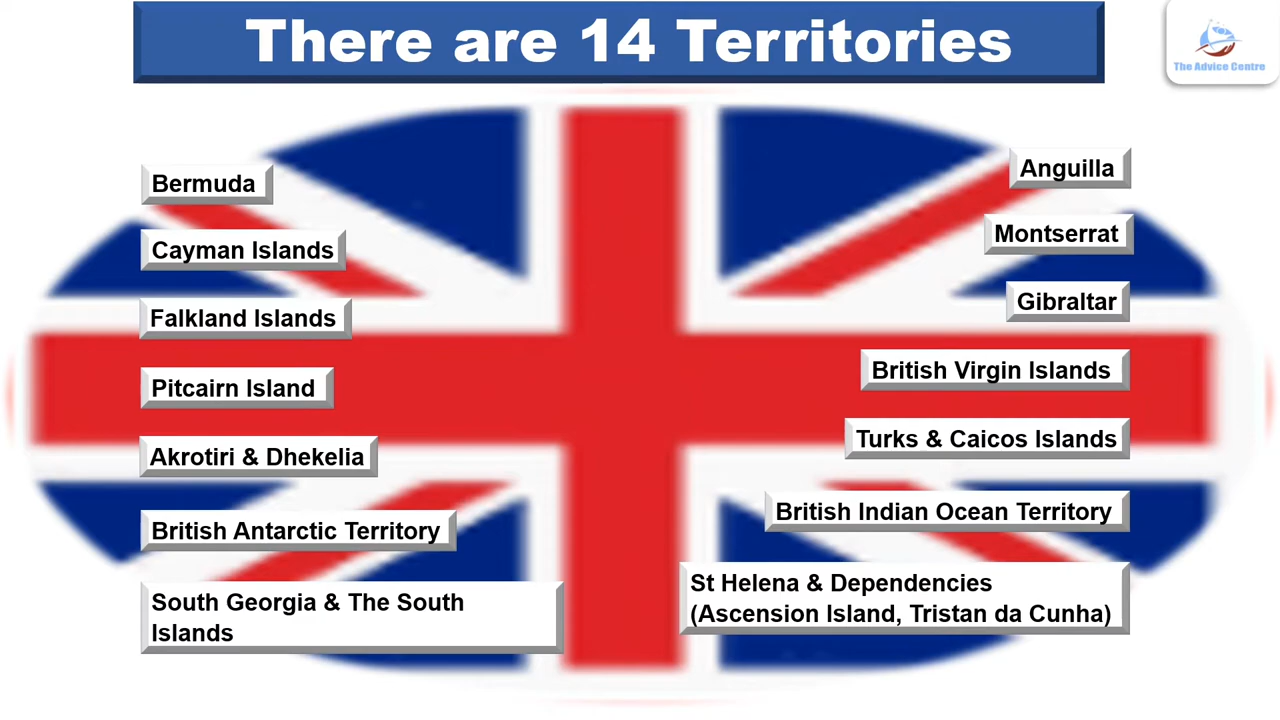 There are 14 Territories
The Advice Centre
Bermuda
Cayman Islands
Falkland Islands
Pitcairn Island
Akrotiri & Dhekelia
British Antarctic Territory
South Georgia & The South
Islands
Anguilla
Montserrat
Gibraltar
British Virgin Islands
Turks & Caicos Islands
British Indian Ocean Territory
St Helena & Dependencies
(Ascension Island, Tristan da Cunha)